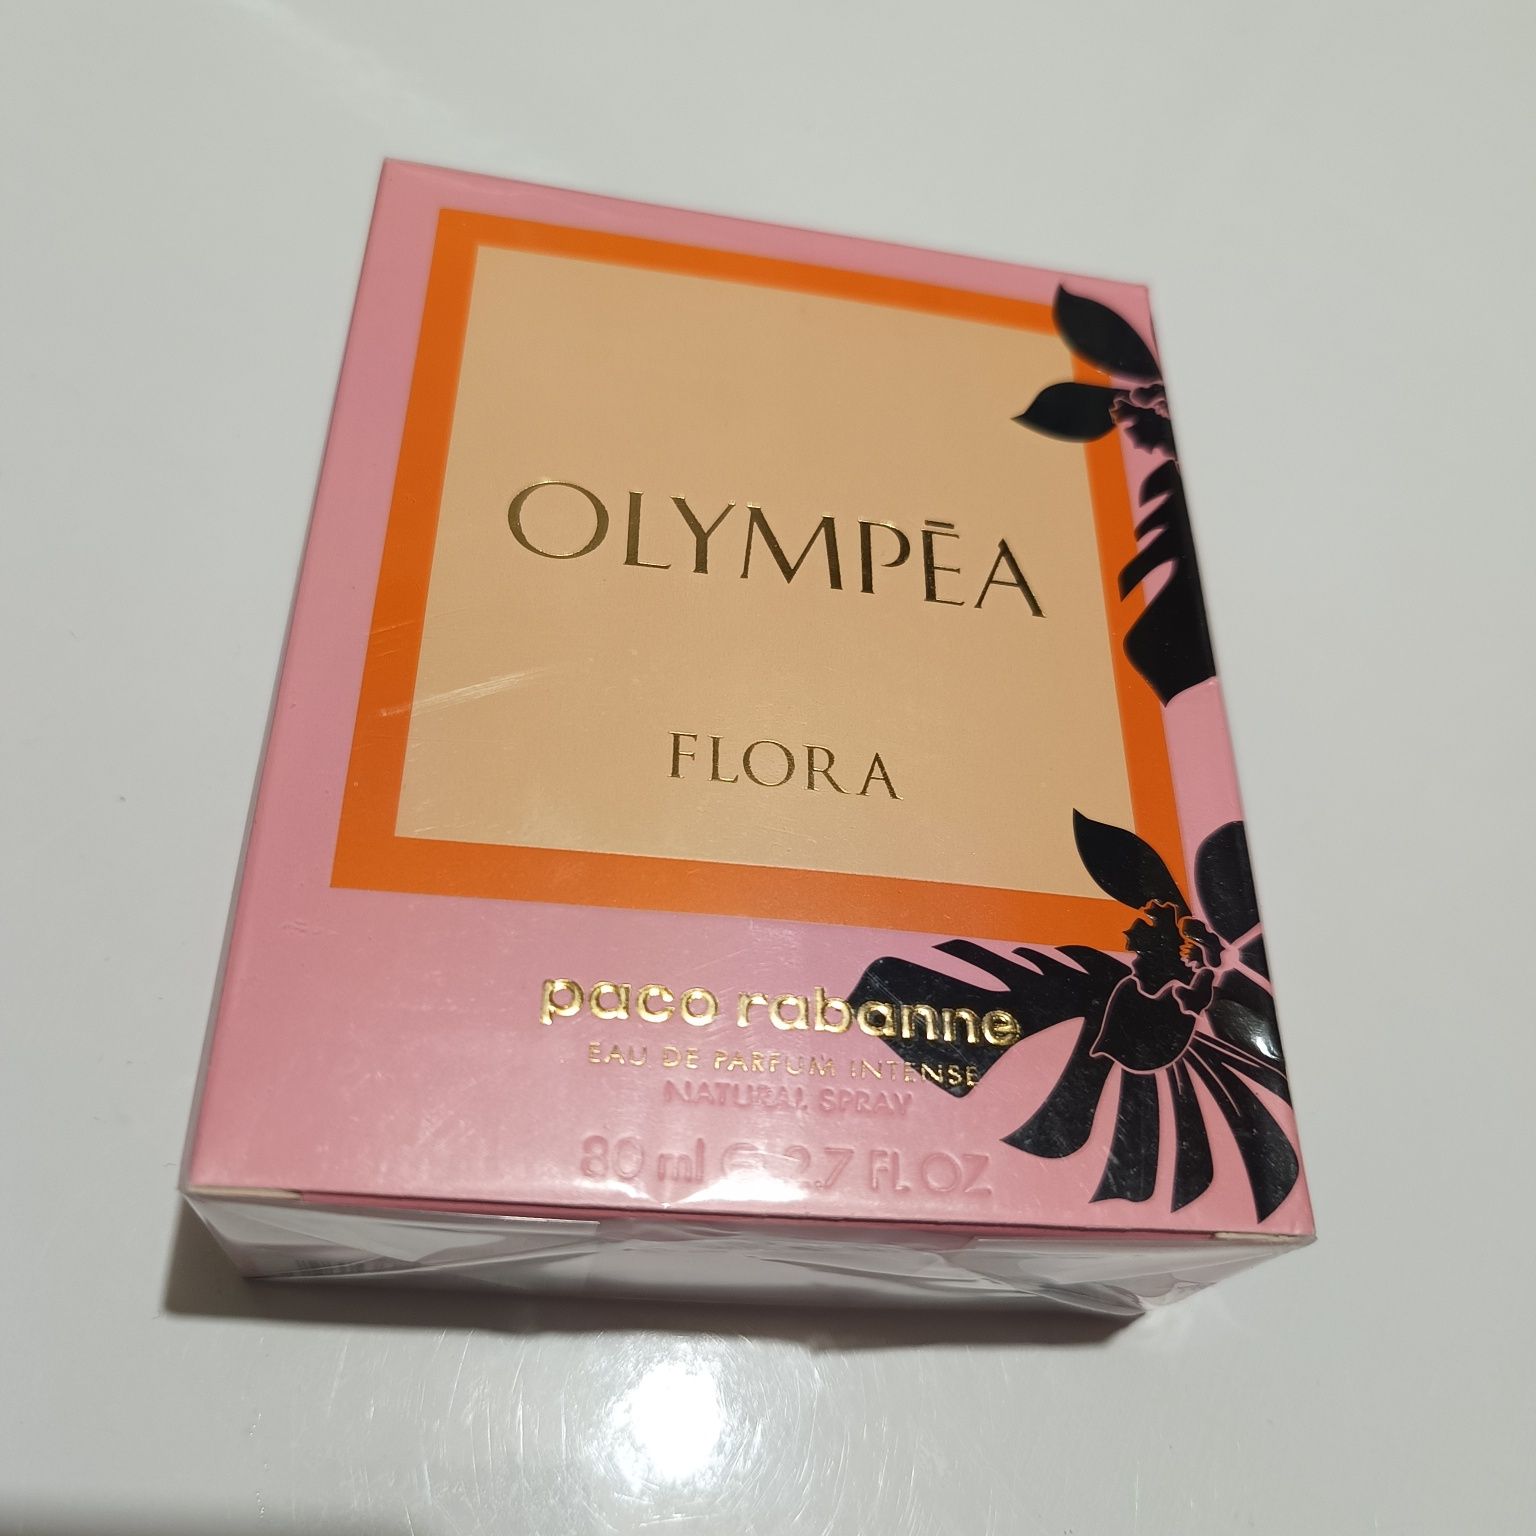 OLYMPĒA
FLORA
paco rabanne
EAU DE PARFUM INTENSE
NATURAL SPRAY
80 ml ℮ 2.7 FL OZ